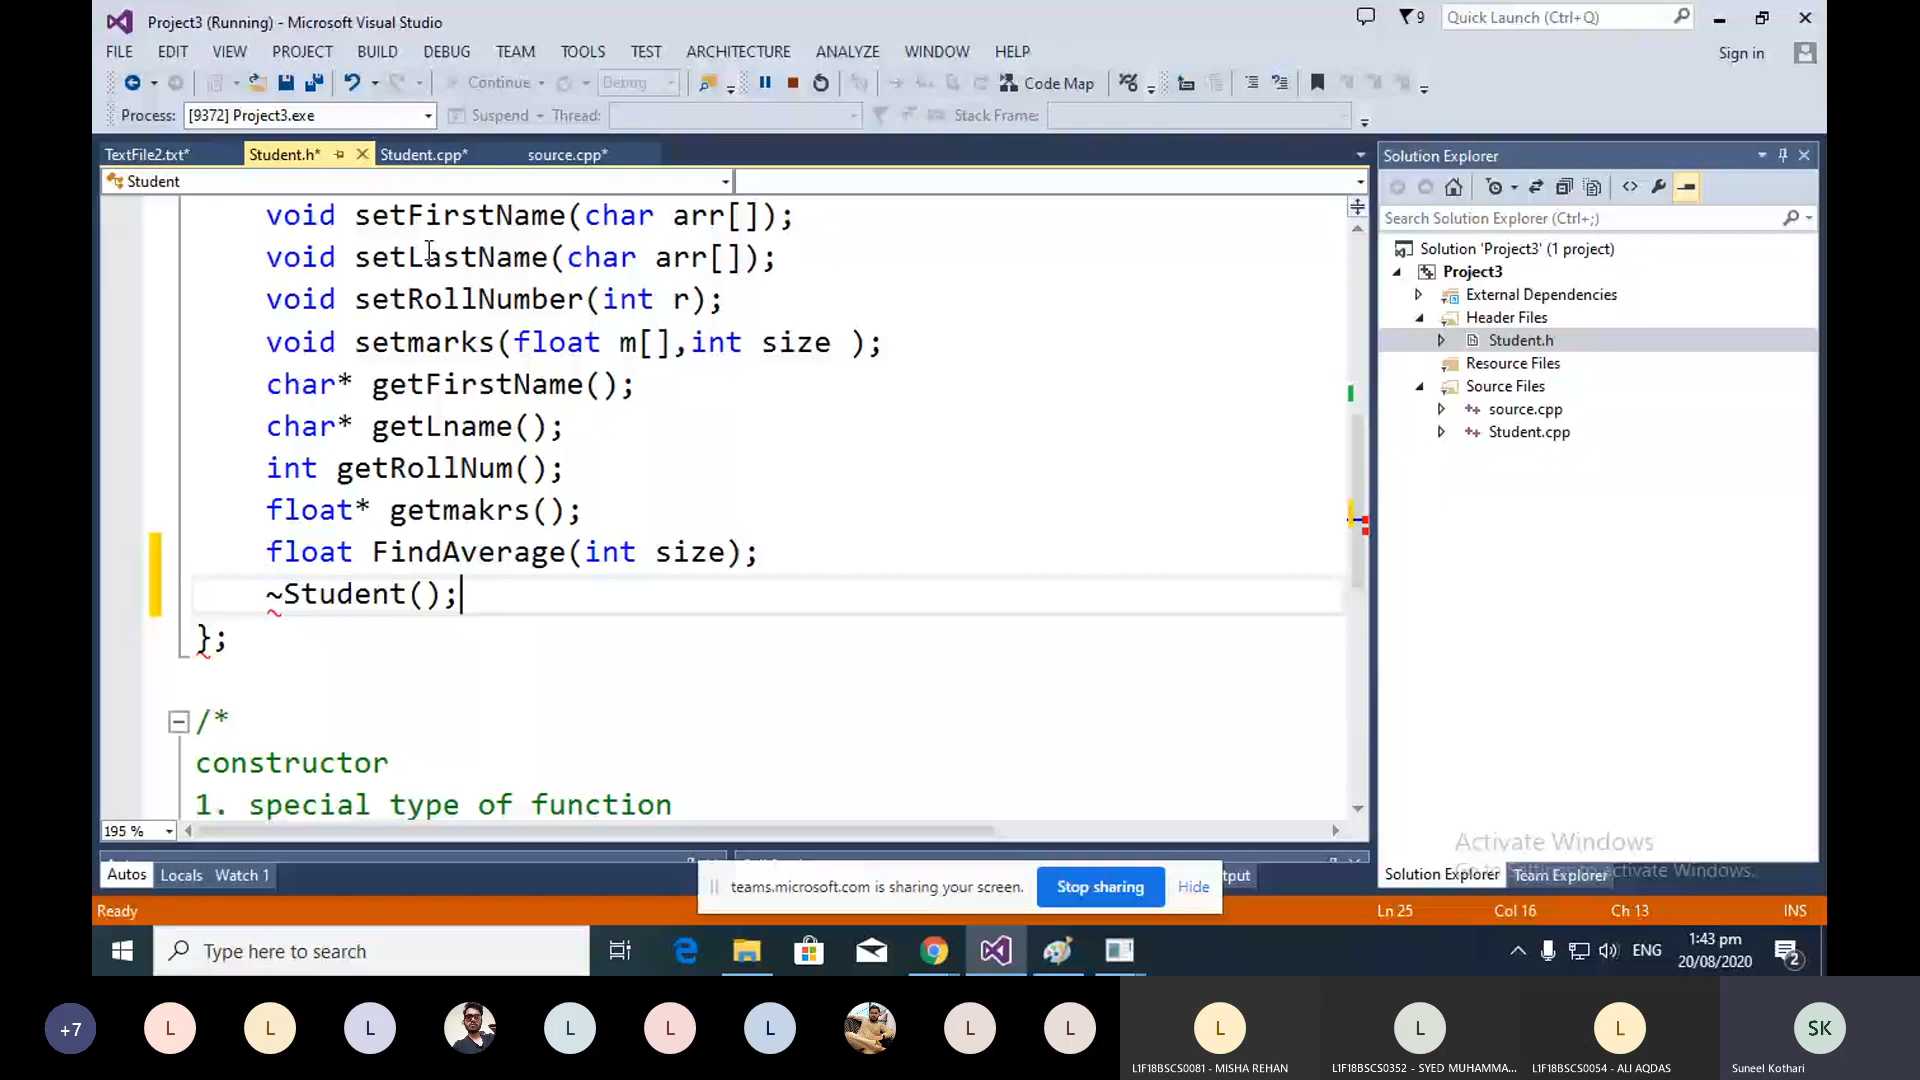 Project3 (Running) - Microsoft Visual Studio
9
Quick Launch (Ctrl+Q)
FILE EDIT VIEW PROJECT BUILD DEBUG TEAM TOOLS TEST ARCHITECTURE ANALYZE WINDOW HELP
Sign in
Continue
Debug
Code Map
Process: [9372] Project3.exe
Suspend
Thread:
Stack Frame:
TextFile2.txt*
Student.h*
Student.cpp*
source.cpp*
Student
void setFirstName(char arr[]);
void setLastName(char arr[]);
void setRollNumber(int r);
void setmarks(float m[],int size );
char* getFirstName();
char* getLname();
int getRollNum();
float* getmakrs();
float FindAverage(int size);
~Student();
};
/*
constructor
1. special type of function
195 %
Solution Explorer
Search Solution Explorer (Ctrl+;)
Solution 'Project3' (1 project)
Project3
External Dependencies
Header Files
Student.h
Resource Files
Source Files
source.cpp
Student.cpp
Activate Windows
Solution Explorer
Team Explorer
Autos
Locals
Watch 1
teams.microsoft.com is sharing your screen.
Stop sharing
Hide
Ready
Ln 25
Col 16
Ch 13
INS
Type here to search
ENG
1:43 pm
20/08/2020
2
+7
L
L
L
L
L
L
L
L
L
L1F18BSCS0081 - MISHA REHAN
L
L1F18BSCS0352 - SYED MUHAMMA...
L
L1F18BSCS0054 - ALI AQDAS
SK
Suneel Kothari